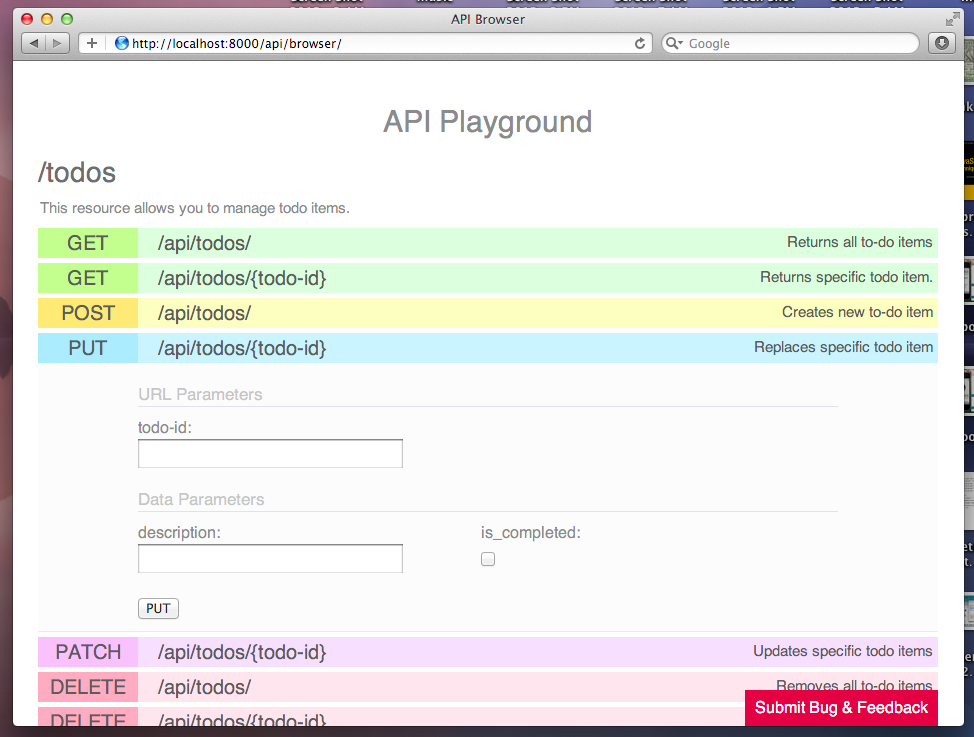 API Browser
http://localhost:8000/api/browser/
Google
API Playground
/todos
This resource allows you to manage todo items.
GET /api/todos/ Returns all to-do items
GET /api/todos/{todo-id} Returns specific todo item.
POST /api/todos/ Creates new to-do item
PUT /api/todos/{todo-id} Replaces specific todo item
URL Parameters
todo-id:
Data Parameters
description: is_completed:
PUT
PATCH /api/todos/{todo-id} Updates specific todo items
DELETE /api/todos/ Removes all to-do items
DELETE /api/todos/{todo-id}
Submit Bug & Feedback